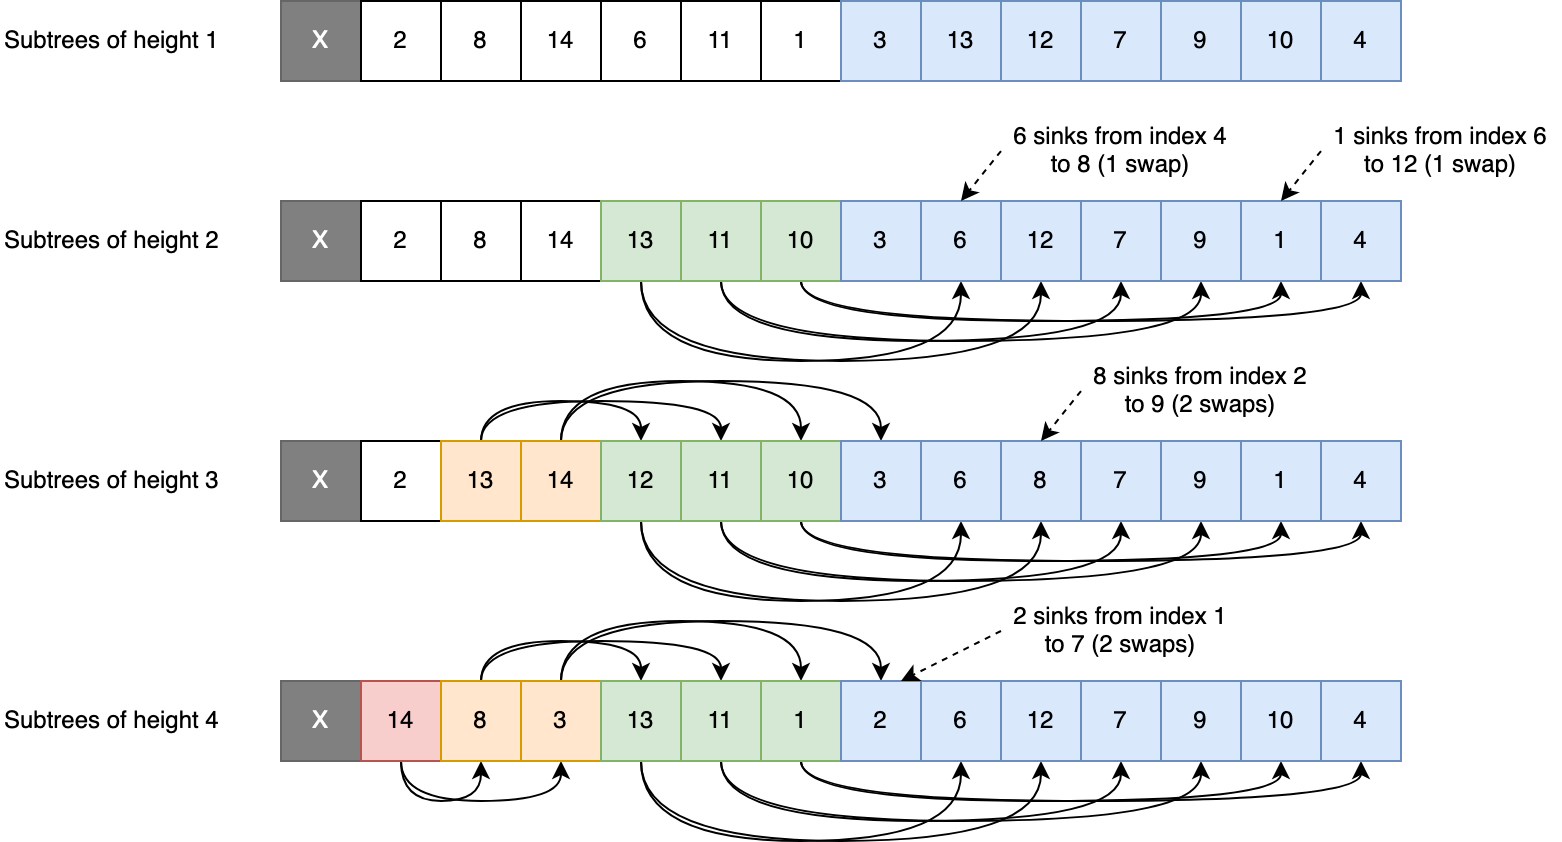 Subtrees of height 1 X 2 8 14 6 11 1 3 13 12 7 9 10 4
6 sinks from index 4
to 8 (1 swap)
1 sinks from index 6
to 12 (1 swap)
Subtrees of height 2 X 2 8 14 13 11 10 3 6 12 7 9 1 4
8 sinks from index 2
to 9 (2 swaps)
Subtrees of height 3 X 2 13 14 12 11 10 3 6 8 7 9 1 4
2 sinks from index 1
to 7 (2 swaps)
Subtrees of height 4 X 14 8 3 13 11 1 2 6 12 7 9 10 4